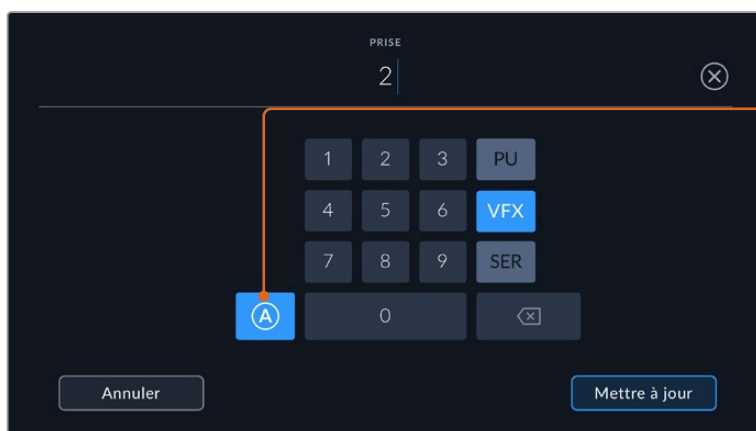 PRISE
2
1 2 3 PU
4 5 6 VFX
7 8 9 SER
A 0
Annuler Mettre à jour